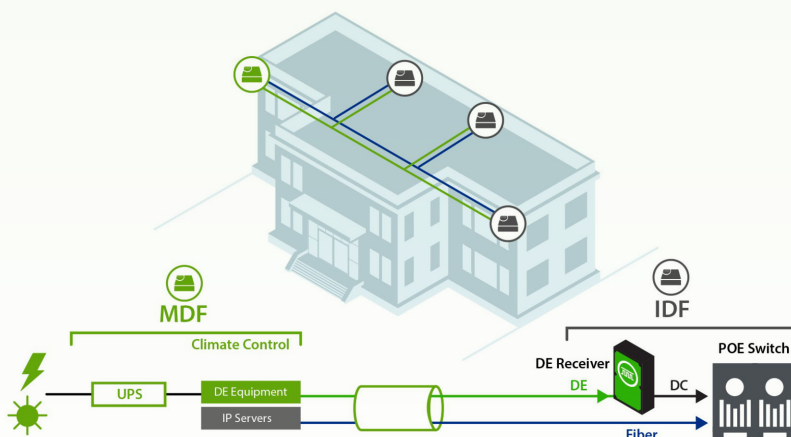 MDF
IDF
Climate Control
UPS
DE Equipment
IP Servers
DE Receiver
DE
DC
POE Switch
Fiber